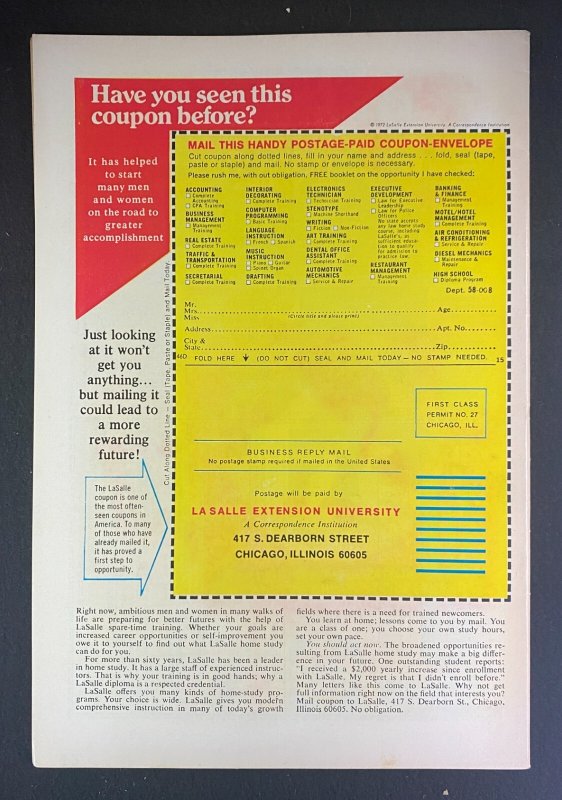 Have you seen this
coupon before?
© 1972 LaSalle Extension University, A Correspondence Institution
It has helped
to start
many men
and women
on the road to
greater
accomplishment
Just looking
at it won't
get you
anything...
but mailing it
could lead to
a more
rewarding
future!
The LaSalle
coupon is one of
the most often-
seen coupons in
America. To many
of those who have
already mailed it,
it has proved a
first step to
opportunity.
Cut Along Dotted Line — Seal (Tape, Paste or Staple) and Mail Today.
MAIL THIS HANDY POSTAGE-PAID COUPON-ENVELOPE
Cut coupon along dotted lines, fill in your name and address . . . fold, seal (tape,
paste or staple) and mail. No stamp or envelope is necessary.
Please rush me, with out obligation, FREE booklet on the opportunity I have checked:
ACCOUNTING
Complete
Accounting
CPA Training
BUSINESS
MANAGEMENT
Management
Training
REAL ESTATE
Complete Training
TRAFFIC &
TRANSPORTATION
Complete Training
SECRETARIAL
Complete Training
INTERIOR
DECORATING
Complete Training
COMPUTER
PROGRAMMING
Basic Training
LANGUAGE
INSTRUCTION
French Spanish
MUSIC
INSTRUCTION
Piano Guitar
Spinet Organ
DRAFTING
Complete Training
ELECTRONICS
TECHNICIAN
Technician Training
STENOTYPE
Machine Shorthand
WRITING
Fiction Non-Fiction
ART TRAINING
Complete Training
DENTAL OFFICE
ASSISTANT
Complete Training
AUTOMOTIVE
MECHANICS
Service & Repair
EXECUTIVE
DEVELOPMENT
Law for Executive
Leadership
Law for Police
Officers
No state accepts
any law home study
course, including
LaSalle's, as
sufficient educa-
tion to qualify
for admission to
practice law.
RESTAURANT
MANAGEMENT
Management
Training
BANKING
& FINANCE
Management
Training
MOTEL/HOTEL
MANAGEMENT
Complete Training
AIR CONDITIONING
& REFRIGERATION
Service & Repair
DIESEL MECHANICS
Maintenance &
Repair
HIGH SCHOOL
Diploma Program
Dept. 58-008
Mr.
Mrs. Age
Miss (Circle title and please print)
Address Apt. No.
City &
State Zip
46D FOLD HERE (DO NOT CUT) SEAL AND MAIL TODAY — NO STAMP NEEDED. 15
FIRST CLASS
PERMIT NO. 27
CHICAGO, ILL.
BUSINESS REPLY MAIL
No postage stamp required if mailed in the United States
Postage will be paid by
LA SALLE EXTENSION UNIVERSITY
A Correspondence Institution
417 S. DEARBORN STREET
CHICAGO, ILLINOIS 60605
Right now, ambitious men and women in many walks of
life are preparing for better futures with the help of
LaSalle spare-time training. Whether your goals are
increased career opportunities or self-improvement you
owe it to yourself to find out what LaSalle home study
can do for you.
For more than sixty years, LaSalle has been a leader
in home study. It has a large staff of experienced instruc-
tors. That is why your training is in good hands; why a
LaSalle diploma is a respected credential.
LaSalle offers you many kinds of home-study pro-
grams. Your choice is wide. LaSalle gives you modern
comprehensive instruction in many of today's growth
fields where there is a need for trained newcomers.
You learn at home; lessons come to you by mail. You
are a class of one; you choose your own study hours,
set your own pace.
You should act now. The broadened opportunities re-
sulting from LaSalle home study may make a big differ-
ence in your future. One outstanding student reports:
"I received a $2,000 yearly increase since enrollment
with LaSalle. My regret is that I didn't enroll before."
Many letters like this come to LaSalle. Why not get
full information right now on the field that interests you?
Mail coupon to LaSalle, 417 S. Dearborn St., Chicago,
Illinois 60605. No obligation.